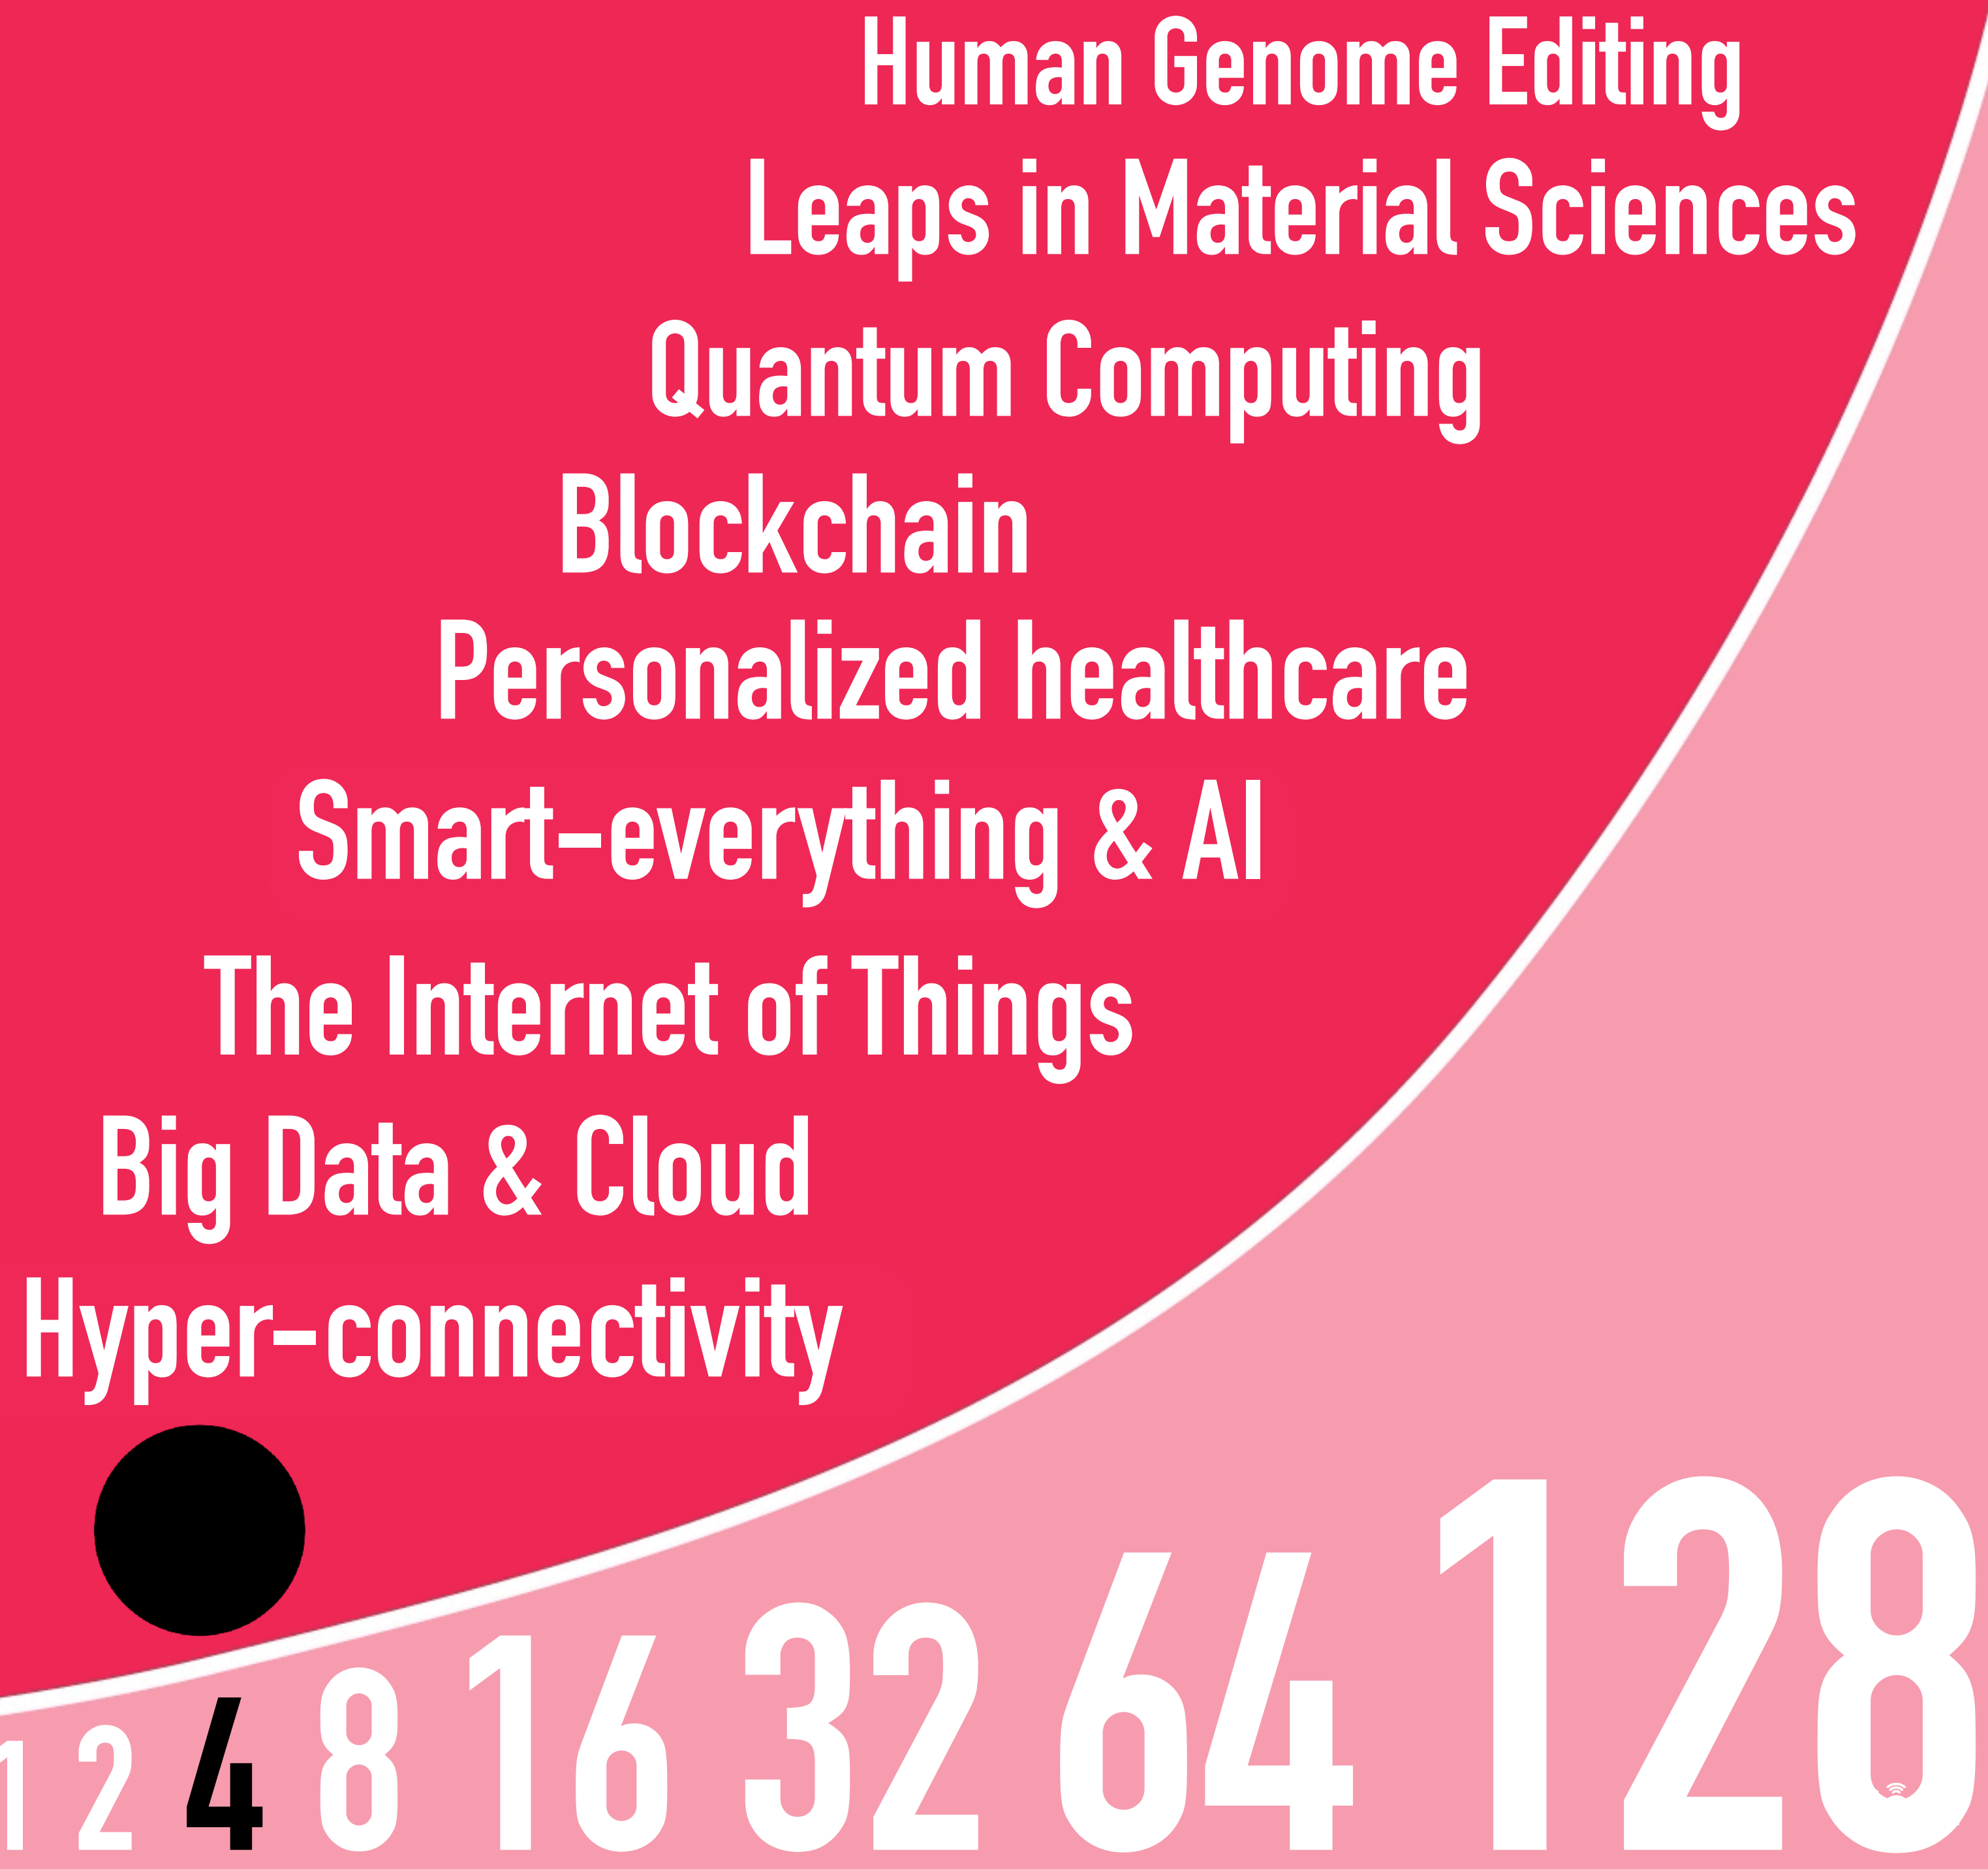 Human Genome Editing
Leaps in Material Sciences
Quantum Computing
Blockchain
Personalized healthcare
Smart-everything & AI
The Internet of Things
Big Data & Cloud
Hyper-connectivity
1 2 4 8 16 32 64 128